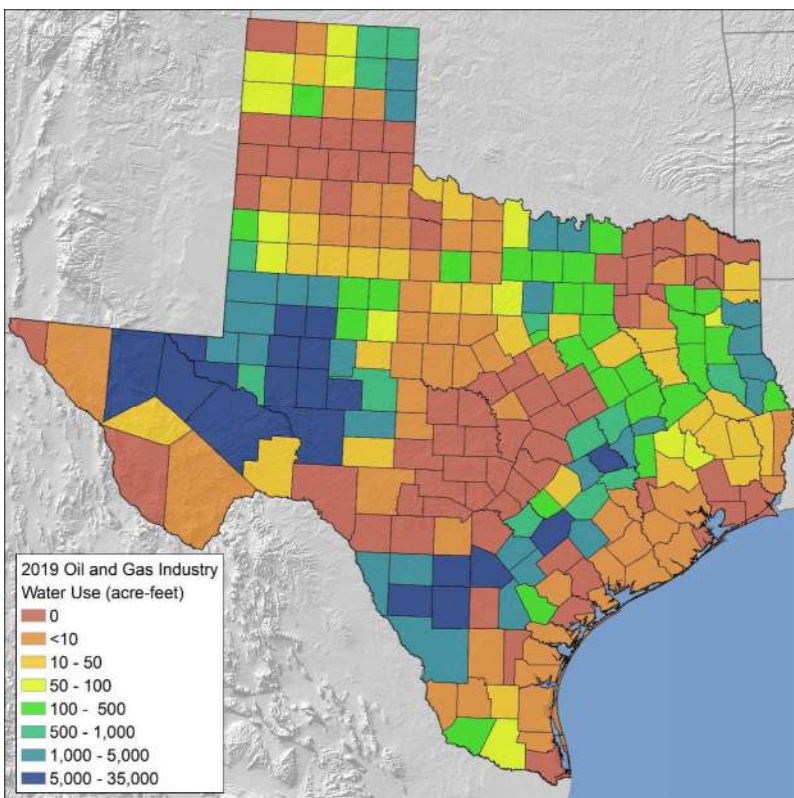 2019 Oil and Gas Industry
Water Use (acre-feet)
0
<10
10 - 50
50 - 100
100 - 500
500 - 1,000
1,000 - 5,000
5,000 - 35,000